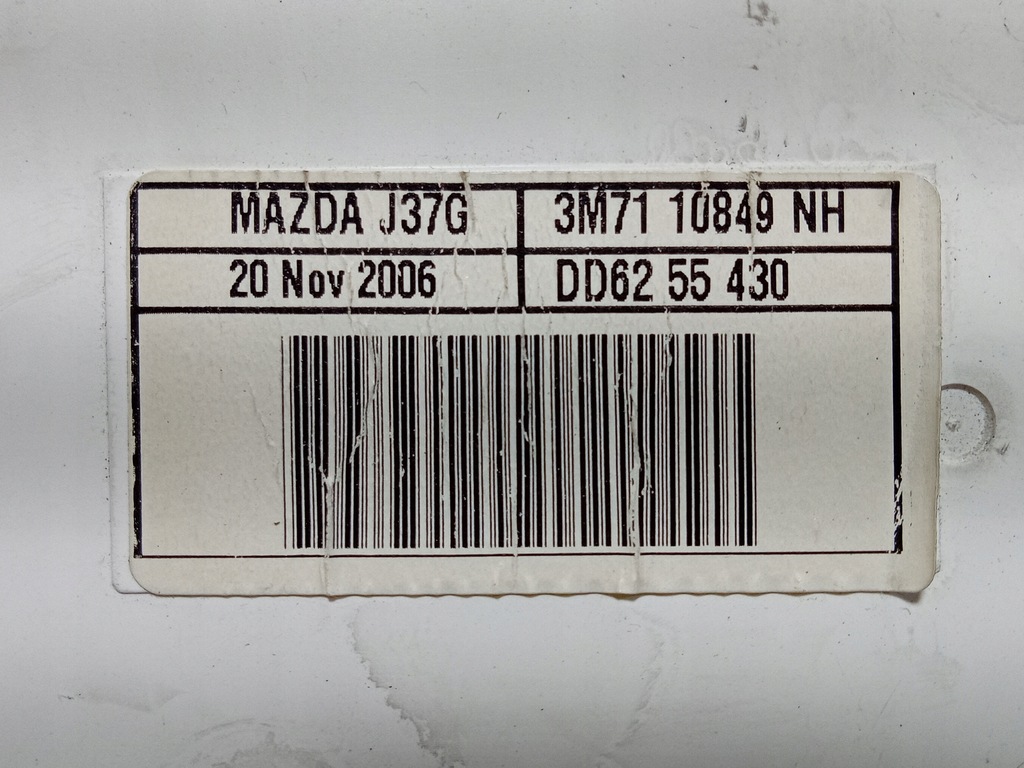 MAZDA J37G 3M71 10849 NH
20 Nov 2006 DD62 55 430